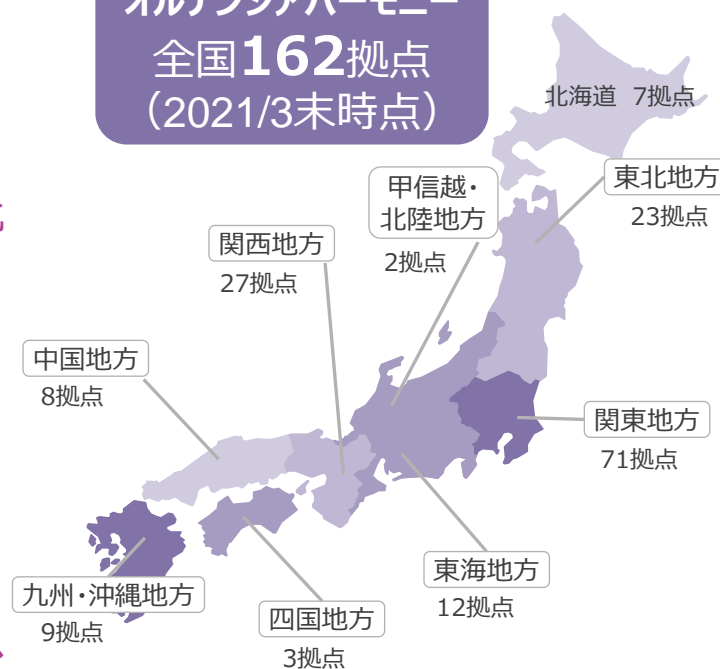 全国162拠点
（2021/3末時点）
北海道 7拠点
東北地方
23拠点
甲信越・
北陸地方
2拠点
関西地方
27拠点
中国地方
8拠点
関東地方
71拠点
東海地方
12拠点
九州・沖縄地方
9拠点
四国地方
3拠点